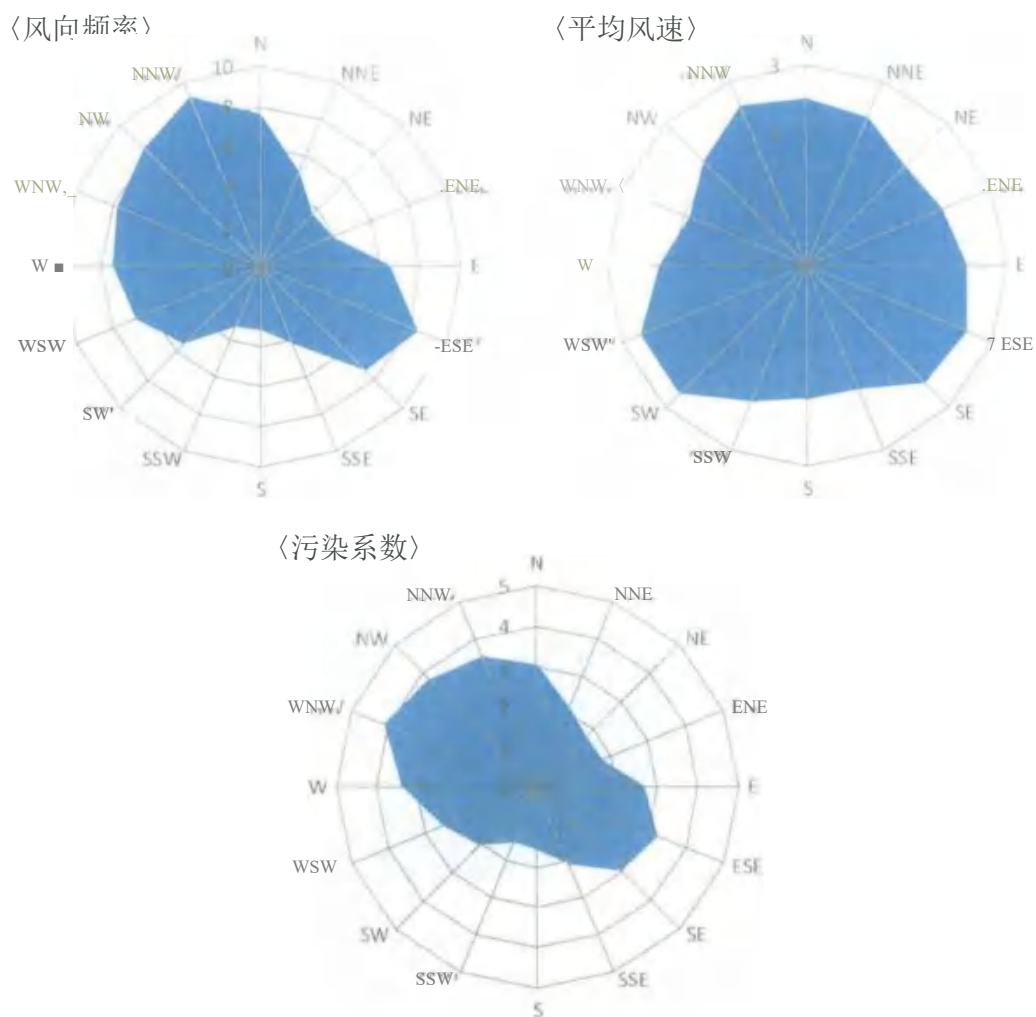 〈风向频率〉
N
10
NNW
NNE
8
NW
NE
WNW,_
.ENE
W ■
E
WSW
-ESE'
SW'
SE
SSW
SSE
S
〈平均风速〉
3
NNW
NNE
NW
NE
WNW.〈
.ENE
W
E
WSW"
7 ESE
SW
SE
"SSW
SSE
S
〈污染系数〉
N
5
NNW,
NNE
4
NW
NE
WNW,
ENE
W
E
WSW
ESE
SW
SE
SSW'
SSE
S